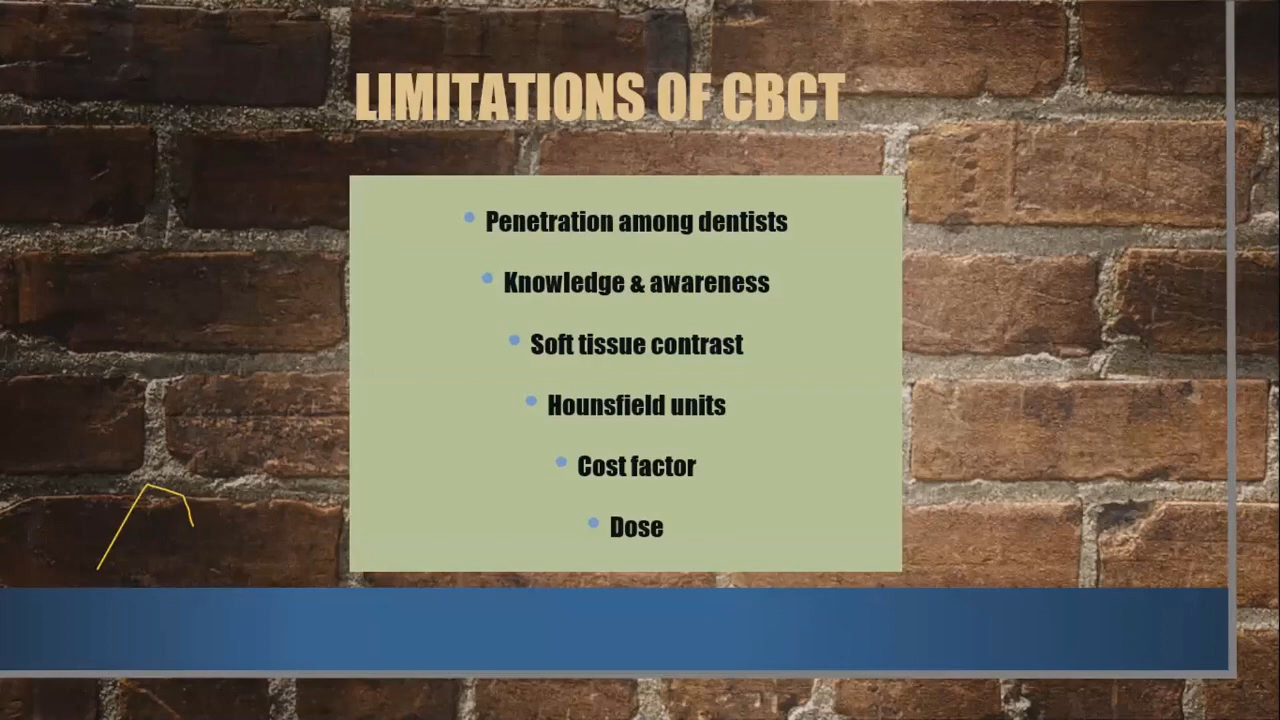 LIMITATIONS OF CBCT
• Penetration among dentists
• Knowledge & awareness
• Soft tissue contrast
• Hounsfield units
• Cost factor
• Dose